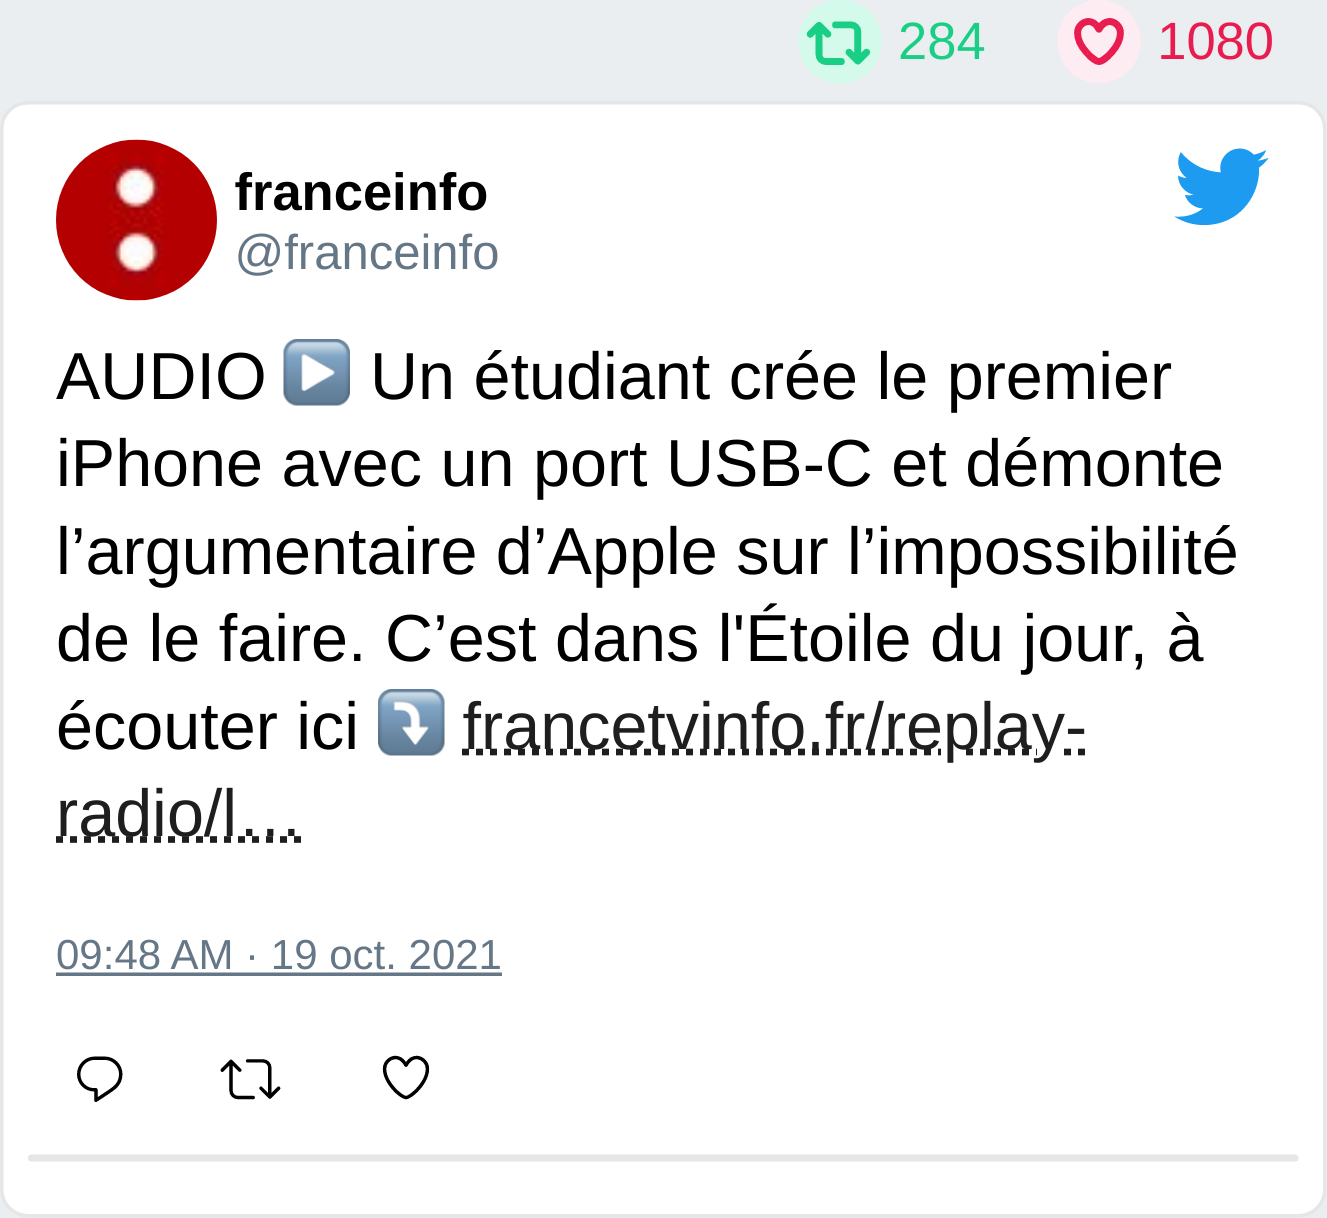 284 1080
franceinfo
@franceinfo
AUDIO ▶️ Un étudiant crée le premier
iPhone avec un port USB-C et démonte
l’argumentaire d’Apple sur l’impossibilité
de le faire. C’est dans l'Étoile du jour, à
écouter ici ⤵️ francetvinfo.fr/replay-
radio/l…
09:48 AM · 19 oct. 2021